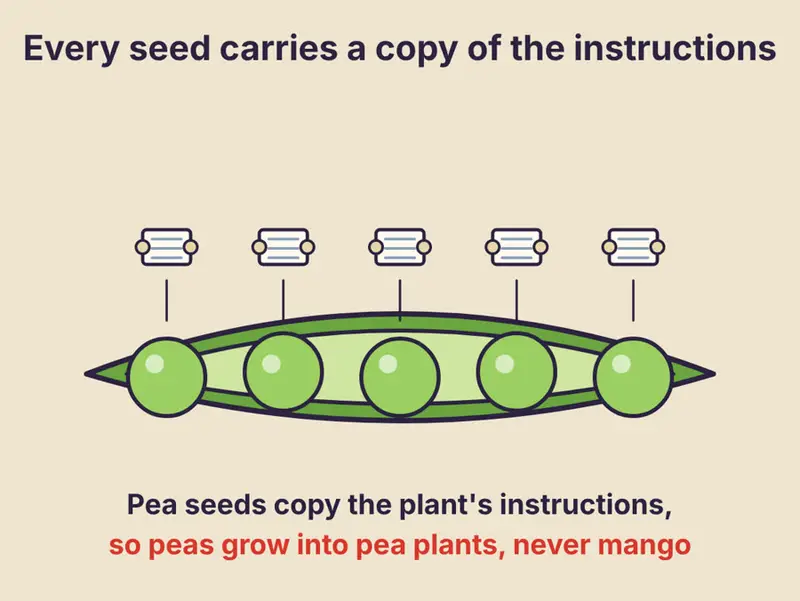 Every seed carries a copy of the instructions
Pea seeds copy the plant's instructions,
so peas grow into pea plants, never mango